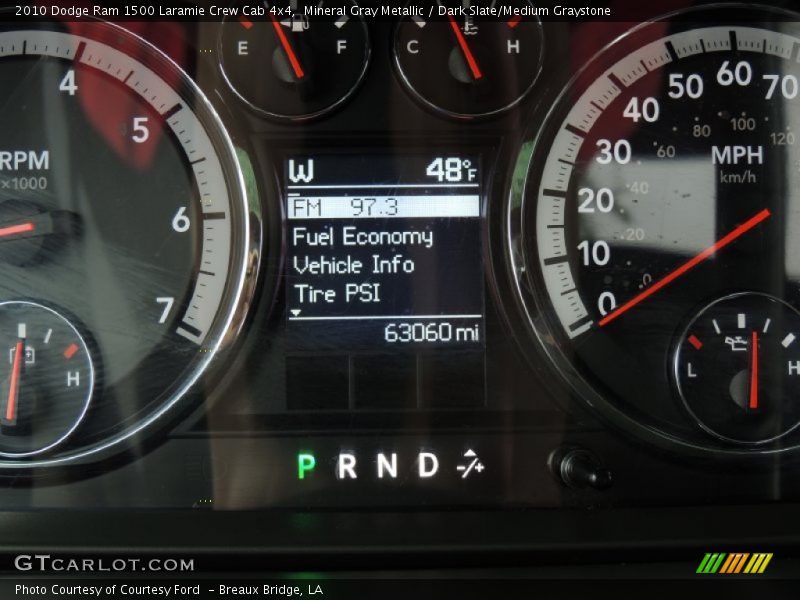 2010 Dodge Ram 1500 Laramie Crew Cab 4x4, Mineral Gray Metallic / Dark Slate/Medium Graystone
E F
C H
4
5
6
7
RPM
x1000
H
W 48°F
FM 97.3
Fuel Economy
Vehicle Info
Tire PSI
63060 mi
0 10 20 30 40 50 60 70
0 20 40 60 80 100 120
MPH
km/h
L H
P R N D -/+
GTCARLOT.COM
Photo Courtesy of Courtesy Ford - Breaux Bridge, LA